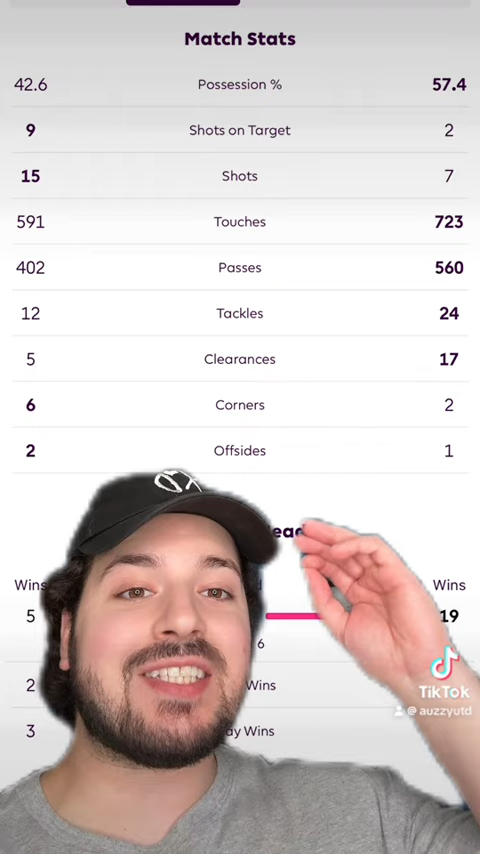 Match Stats
42.6 Possession % 57.4
9 Shots on Target 2
15 Shots 7
591 Touches 723
402 Passes 560
12 Tackles 24
5 Clearances 17
6 Corners 2
2 Offsides 1
Wins Wins
5 19
6
2 Wins
3 Wins
TikTok
@auzzyutd